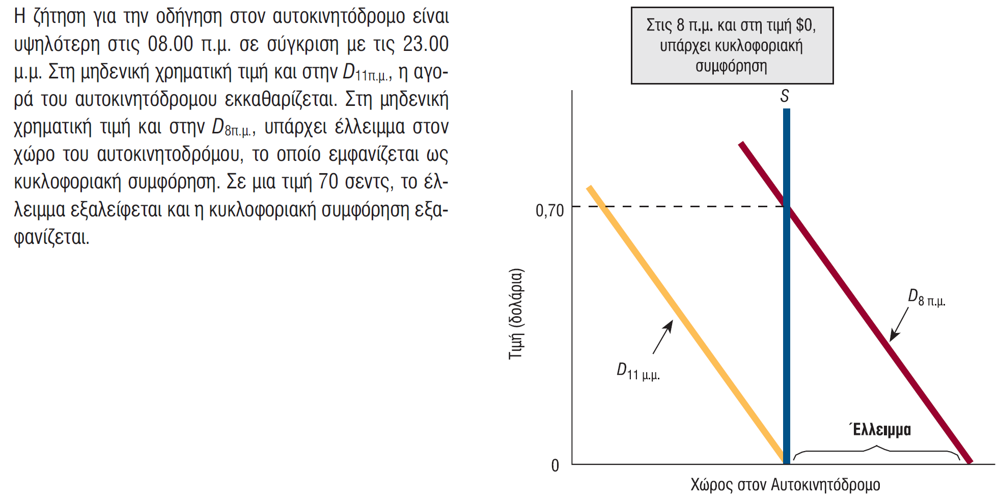 Η ζήτηση για την οδήγηση στον αυτοκινητόδρομο είναι
υψηλότερη στις 08.00 π.μ. σε σύγκριση με τις 23.00
μ.μ. Στη μηδενική χρηματική τιμή και στην D11π.μ., η αγο-
ρά του αυτοκινητόδρομου εκκαθαρίζεται. Στη μηδενική
χρηματική τιμή και στην D8π.μ., υπάρχει έλλειμμα στον
χώρο του αυτοκινητοδρόμου, το οποίο εμφανίζεται ως
κυκλοφοριακή συμφόρηση. Σε μια τιμή 70 σεντς, το έλ-
λειμμα εξαλείφεται και η κυκλοφοριακή συμφόρηση εξα-
φανίζεται.
Στις 8 π.μ. και στη τιμή $0,
υπάρχει κυκλοφοριακή
συμφόρηση
S
0,70
Τιμή (δολάρια)
D8 π.μ.
D11 μ.μ.
Έλλειμμα
0
Χώρος στον Αυτοκινητόδρομο